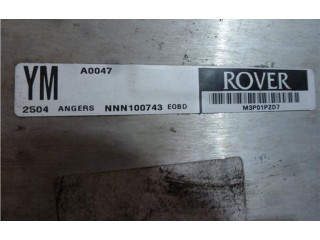 YM A0047
ROVER
2504 ANGERS NNN100743 EOBD
M3P01PZD7